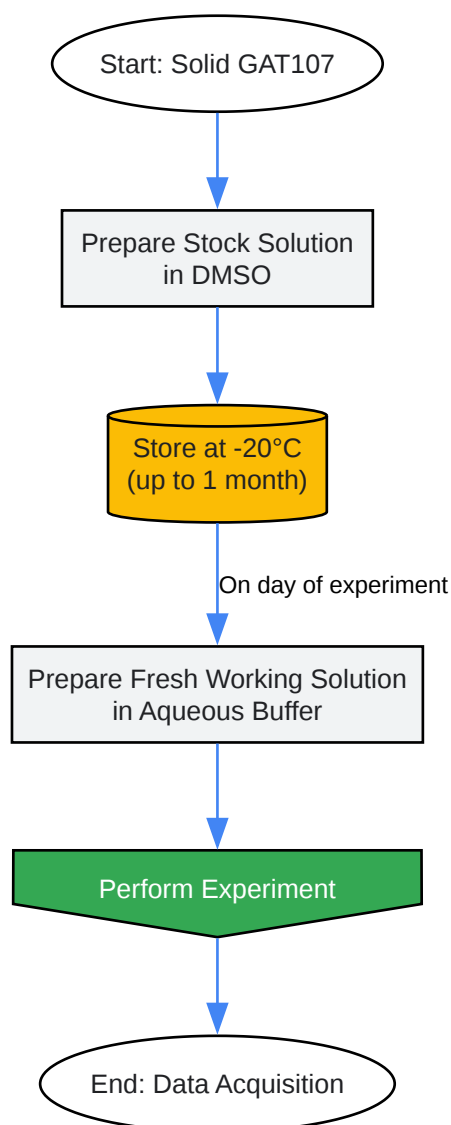 Start: Solid GAT107
Prepare Stock Solution
in DMSO
Store at -20°C
(up to 1 month)
On day of experiment
Prepare Fresh Working Solution
in Aqueous Buffer
Perform Experiment
End: Data Acquisition